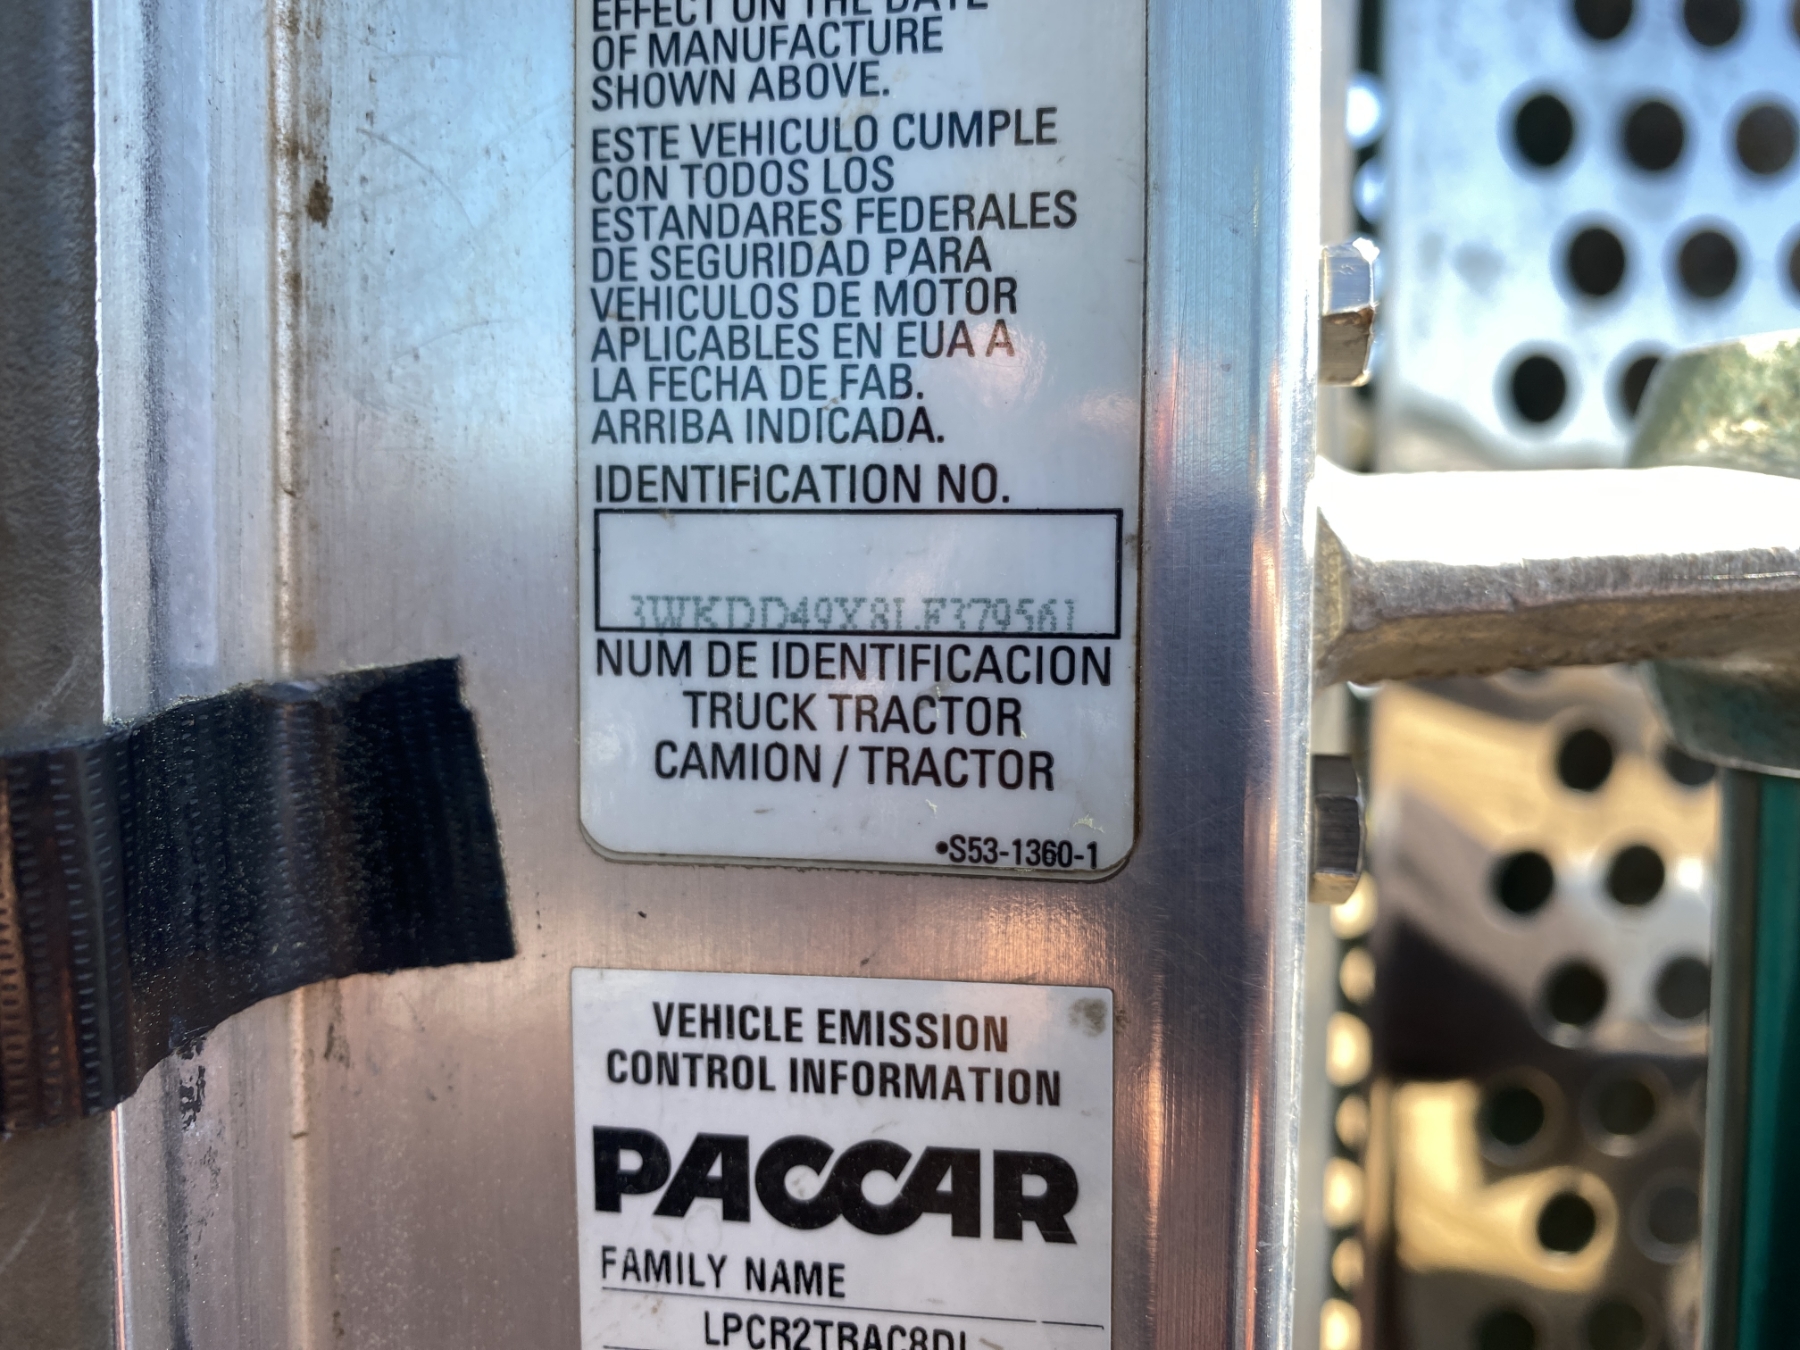 EFFECT ON THE DATE
OF MANUFACTURE
SHOWN ABOVE.
ESTE VEHICULO CUMPLE
CON TODOS LOS
ESTANDARES FEDERALES
DE SEGURIDAD PARA
VEHICULOS DE MOTOR
APLICABLES EN EUA A
LA FECHA DE FAB.
ARRIBA INDICADA.
IDENTIFICATION NO.
3WKDD49X8LF379561
NUM DE IDENTIFICACION
TRUCK TRACTOR
CAMION / TRACTOR
•S53-1360-1
VEHICLE EMISSION
CONTROL INFORMATION
PACCAR
FAMILY NAME